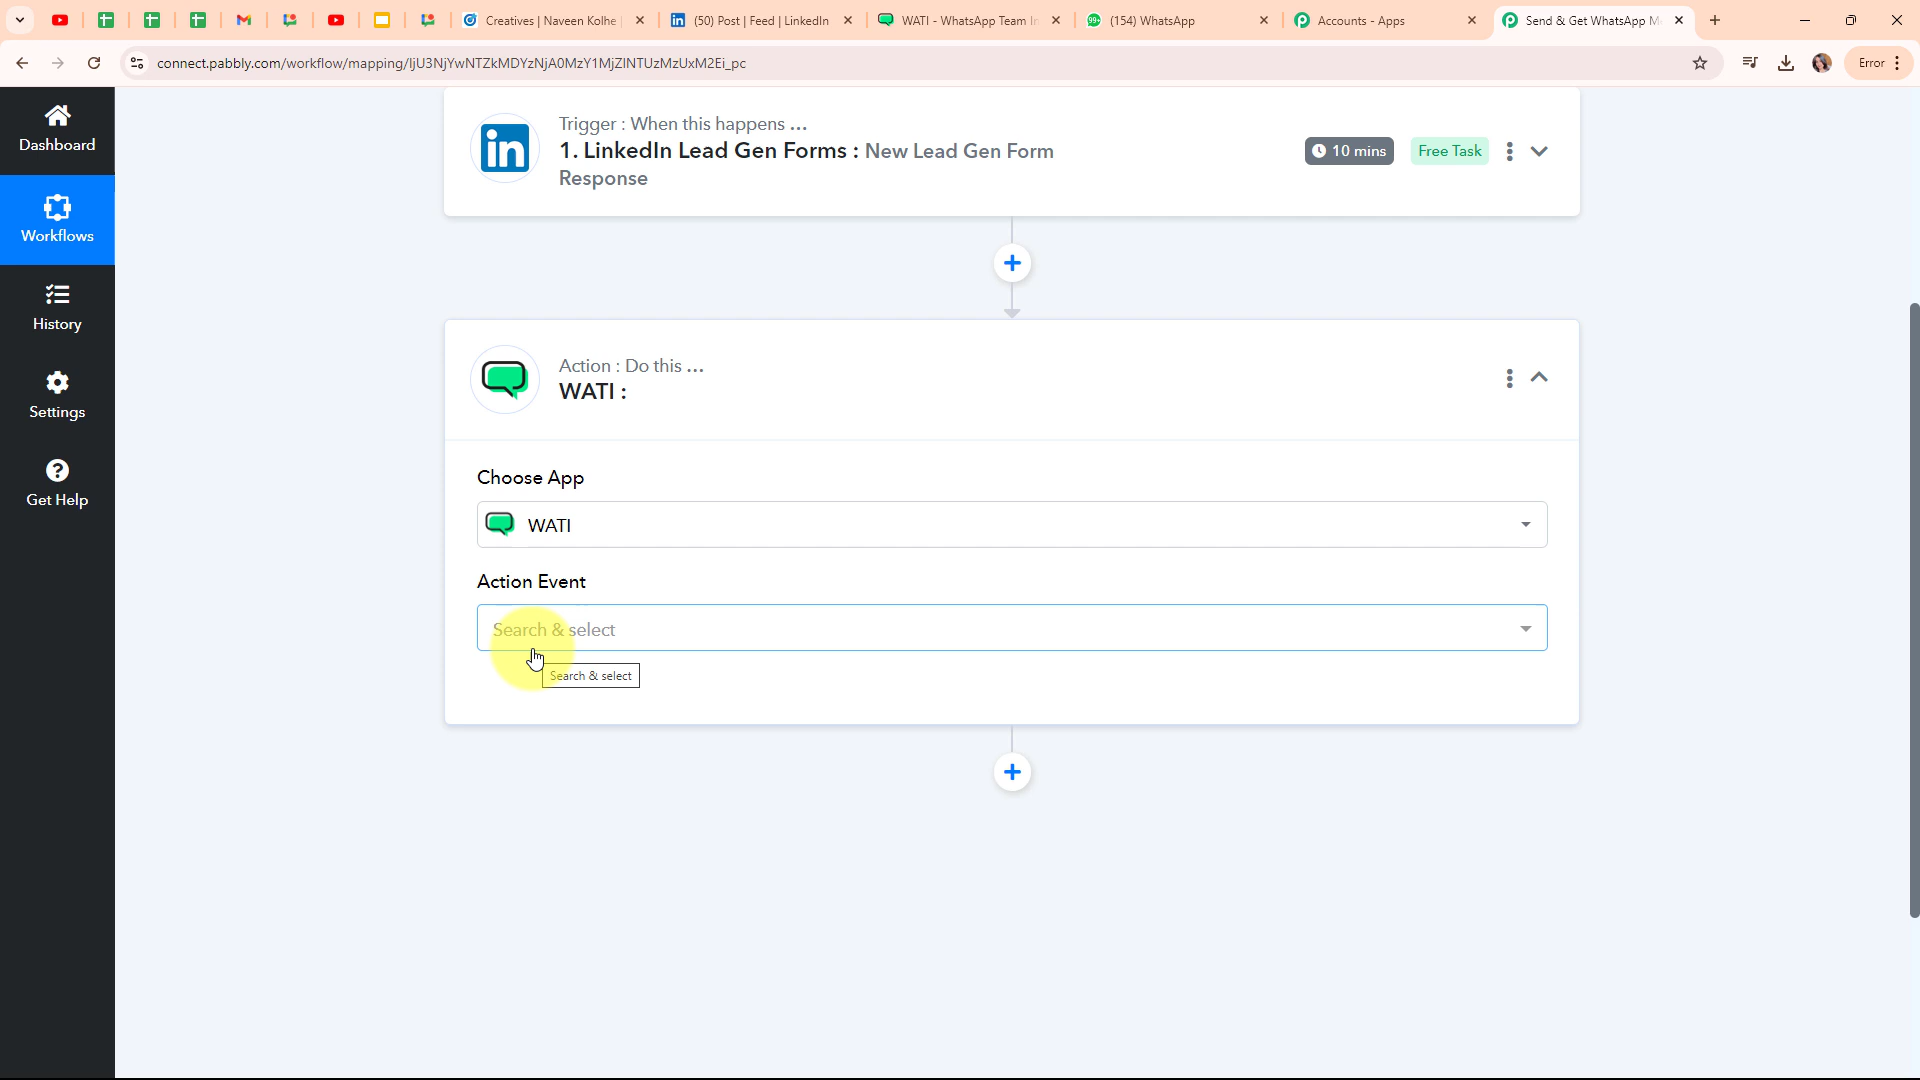 Creatives | Naveen Kolhe
(50) Post | Feed | LinkedIn
WATI - WhatsApp Team In
99+
(154) WhatsApp
Accounts - Apps
Send & Get WhatsApp M
connect.pabbly.com/workflow/mapping/IjU3NjYwNTZkMDYzNjA0MzY1MjZlNTUzMzUxM2Ei_pc
Error
Dashboard
Workflows
History
Settings
Get Help
Trigger : When this happens ...
1. LinkedIn Lead Gen Forms : New Lead Gen Form
Response
10 mins
Free Task
Action : Do this ...
WATI :
Choose App
WATI
Action Event
Search & select
Search & select